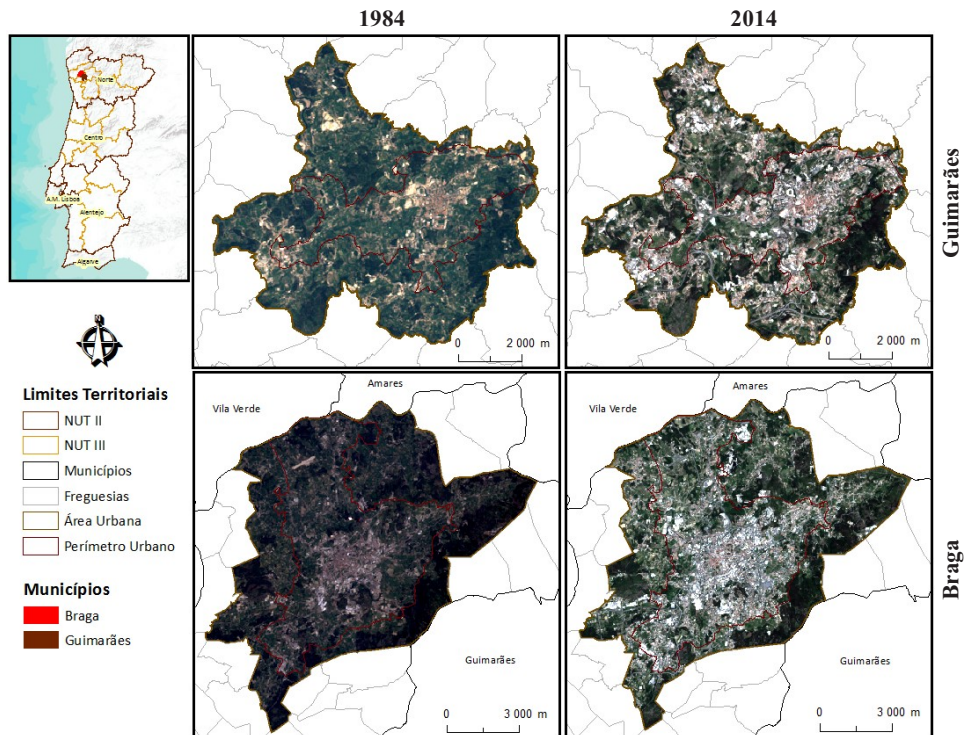 1984
2014
Norte
Centro
A.M. Lisboa
Alentejo
Algarve
Guimarães
0 2 000 m
0 2 000 m
Limites Territoriais
NUT II
NUT III
Municípios
Freguesias
Área Urbana
Perímetro Urbano
Municípios
Braga
Guimarães
Amares
Vila Verde
Guimarães
0 3 000 m
Amares
Vila Verde
Guimarães
0 3 000 m
Braga